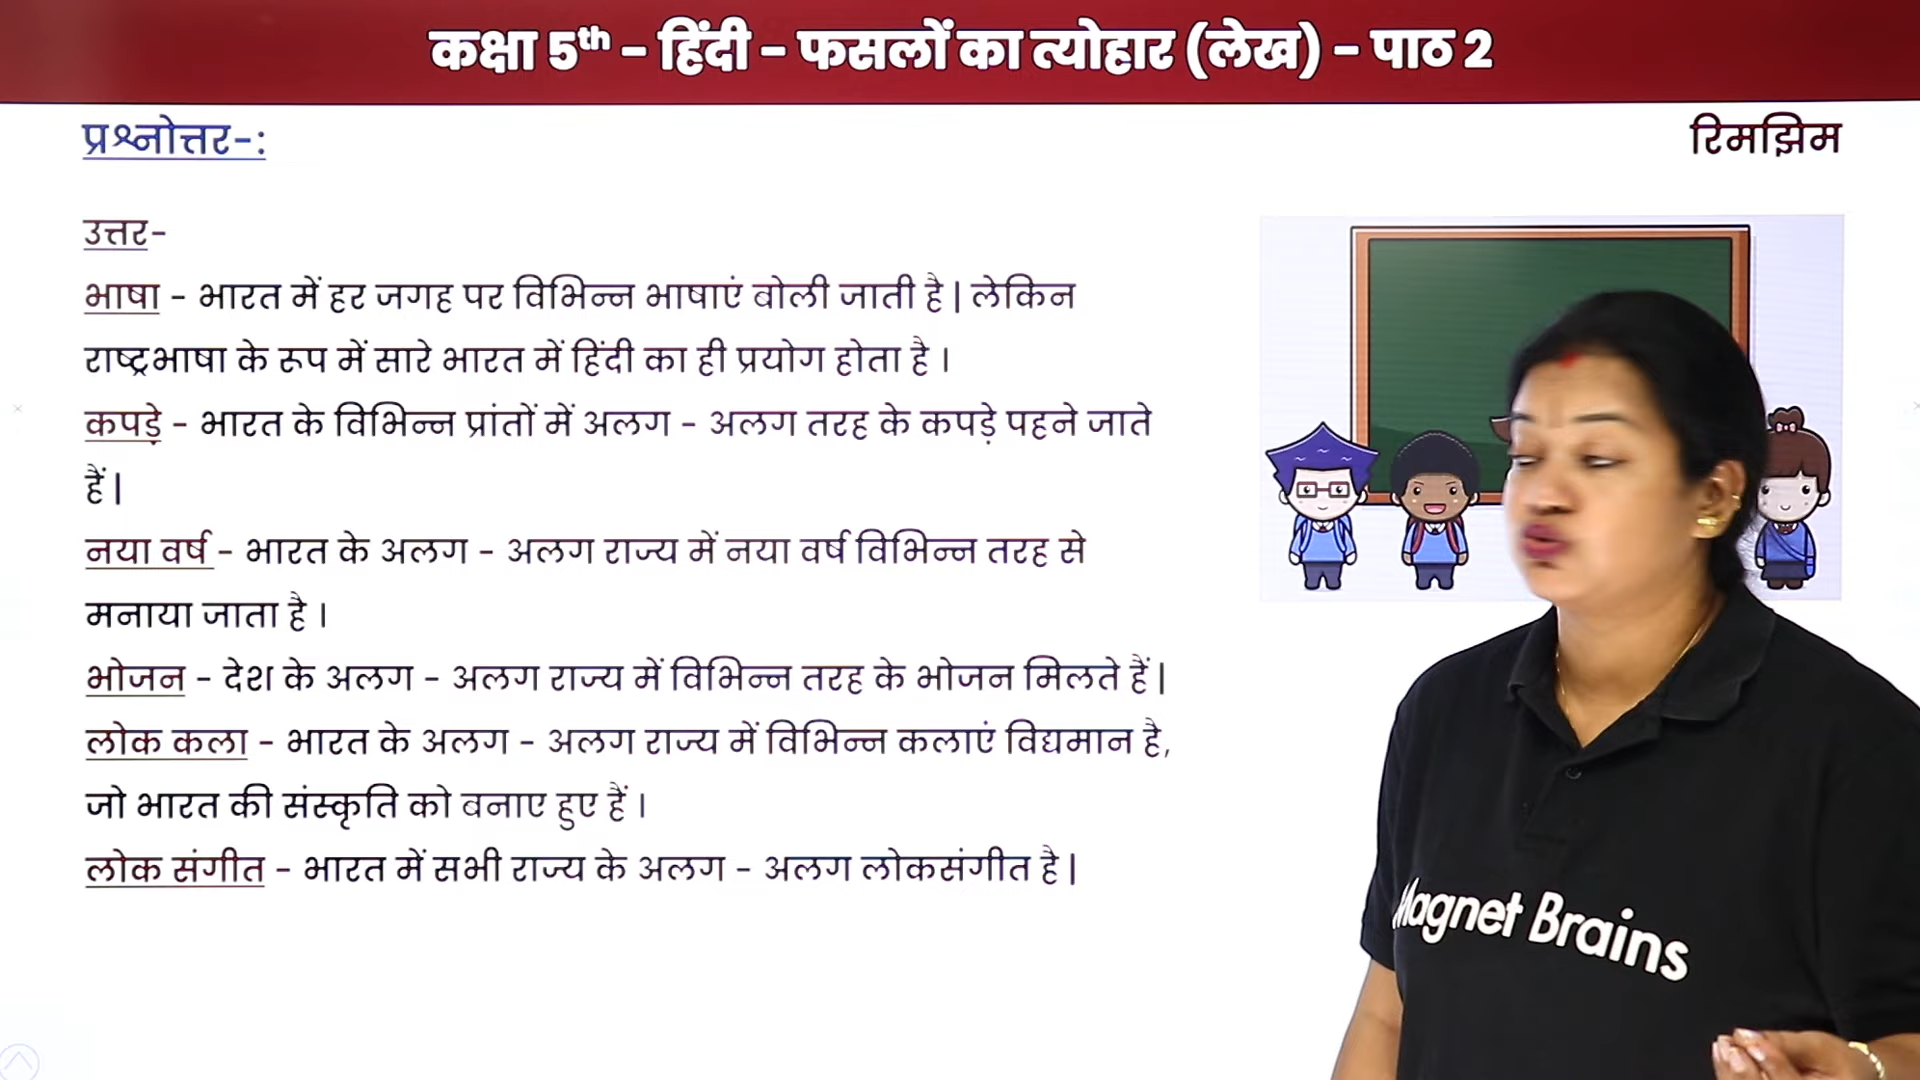 कक्षा 5th - हिंदी - फसलों का त्योहार (लेख) - पाठ 2
प्रश्नोत्तर-:
रिमझिम
उत्तर-
भाषा - भारत में हर जगह पर विभिन्न भाषाएं बोली जाती है | लेकिन
राष्ट्रभाषा के रूप में सारे भारत में हिंदी का ही प्रयोग होता है ।
कपड़े - भारत के विभिन्न प्रांतों में अलग - अलग तरह के कपड़े पहने जाते
हैं |
नया वर्ष - भारत के अलग - अलग राज्य में नया वर्ष विभिन्न तरह से
मनाया जाता है ।
भोजन - देश के अलग - अलग राज्य में विभिन्न तरह के भोजन मिलते हैं |
लोक कला - भारत के अलग - अलग राज्य में विभिन्न कलाएं विद्यमान है,
जो भारत की संस्कृति को बनाए हुए हैं ।
लोक संगीत - भारत में सभी राज्य के अलग - अलग लोकसंगीत है |
Magnet Brains